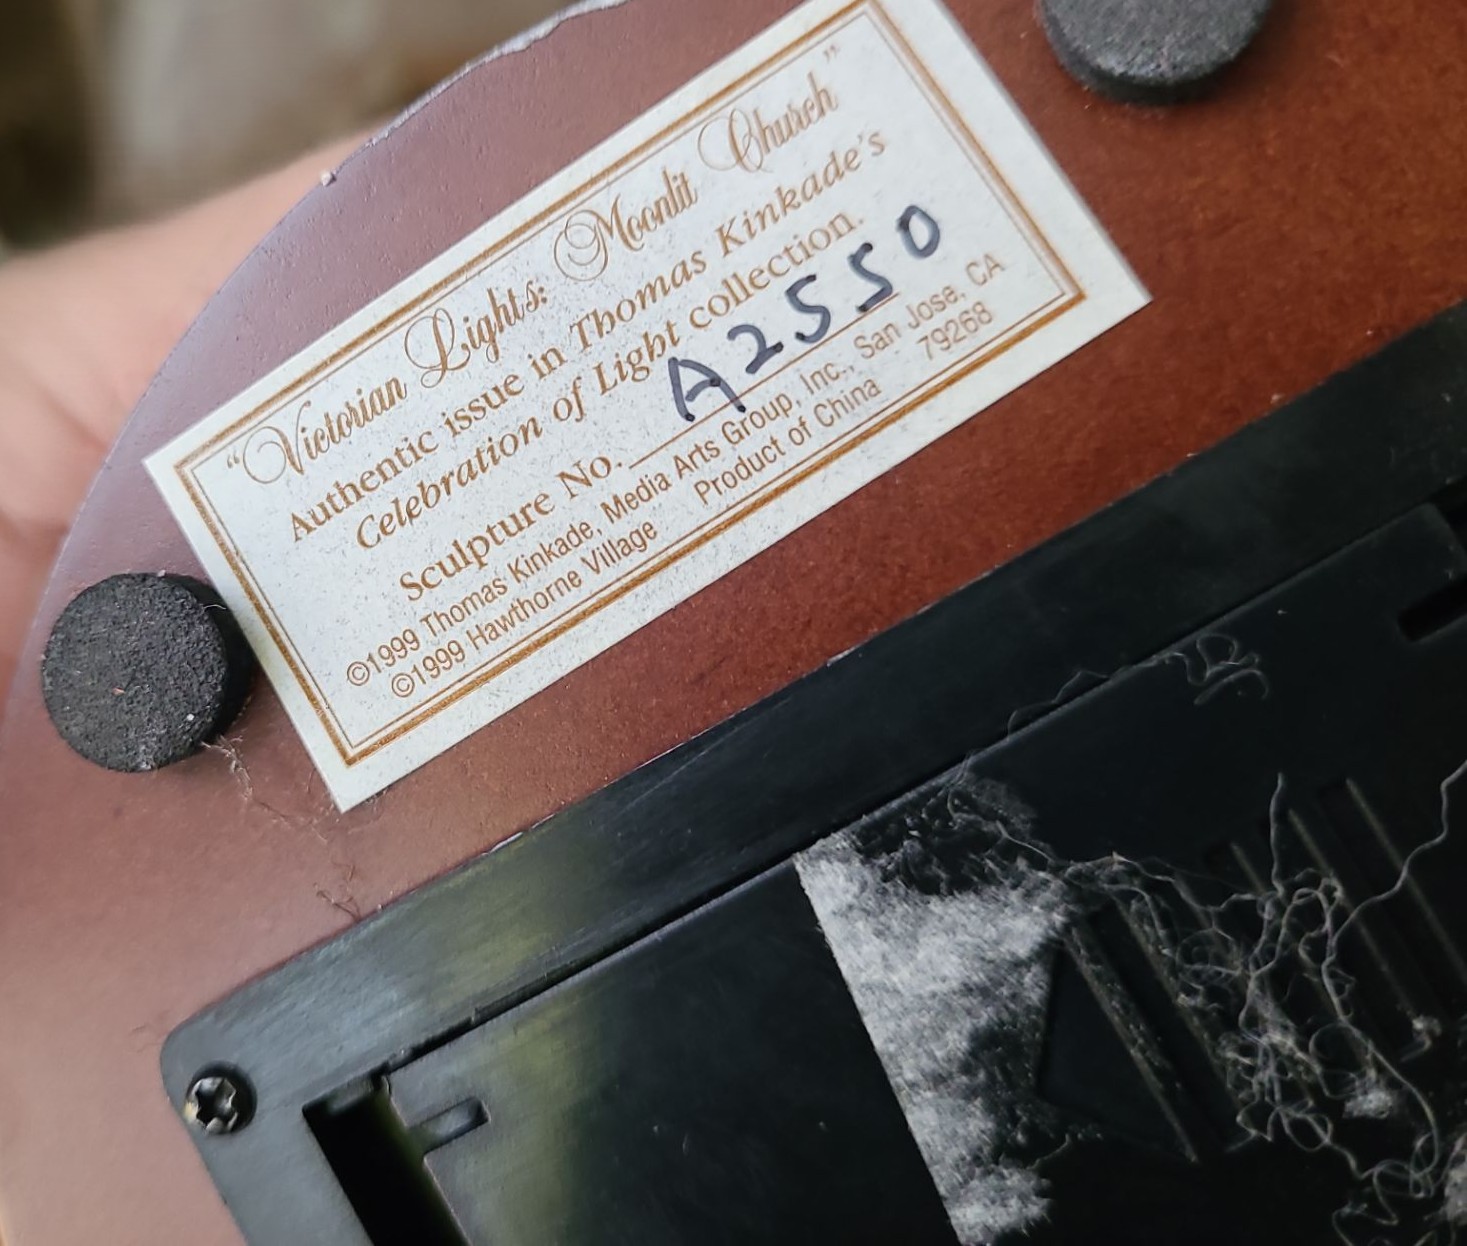 “Victorian Lights: Moonlit Church”
Authentic issue in Thomas Kinkade's
Celebration of Light collection.
Sculpture No. A2550
©1999 Thomas Kinkade, Media Arts Group, Inc., San Jose, CA
©1999 Hawthorne Village Product of China 79268